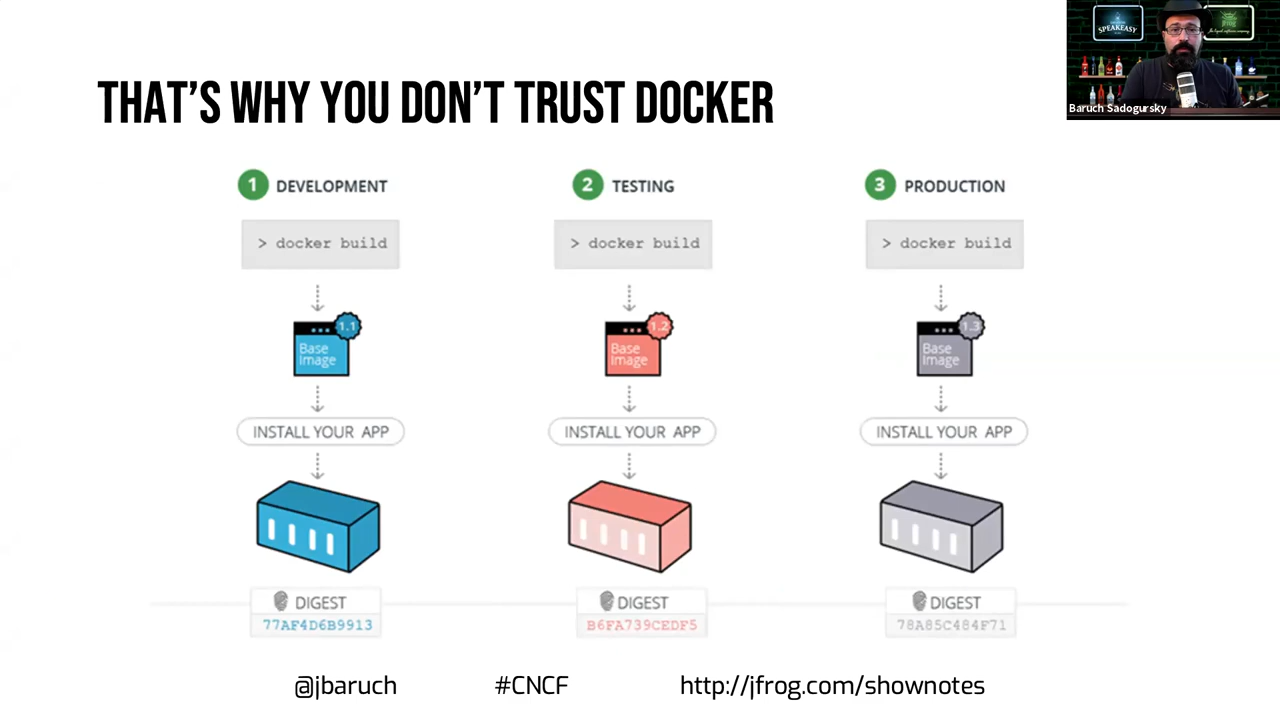 SPEAKEASY
JFrog
Baruch Sadogursky
THAT'S WHY YOU DON'T TRUST DOCKER
1 DEVELOPMENT
> docker build
1.1
Base
Image
INSTALL YOUR APP
DIGEST
77AF4D6B9913
2 TESTING
> docker build
1.2
Base
Image
INSTALL YOUR APP
DIGEST
B6FA739CEDF5
3 PRODUCTION
> docker build
1.3
Base
Image
INSTALL YOUR APP
DIGEST
78A85C484F71
@jbaruch
#CNCF
http://jfrog.com/shownotes